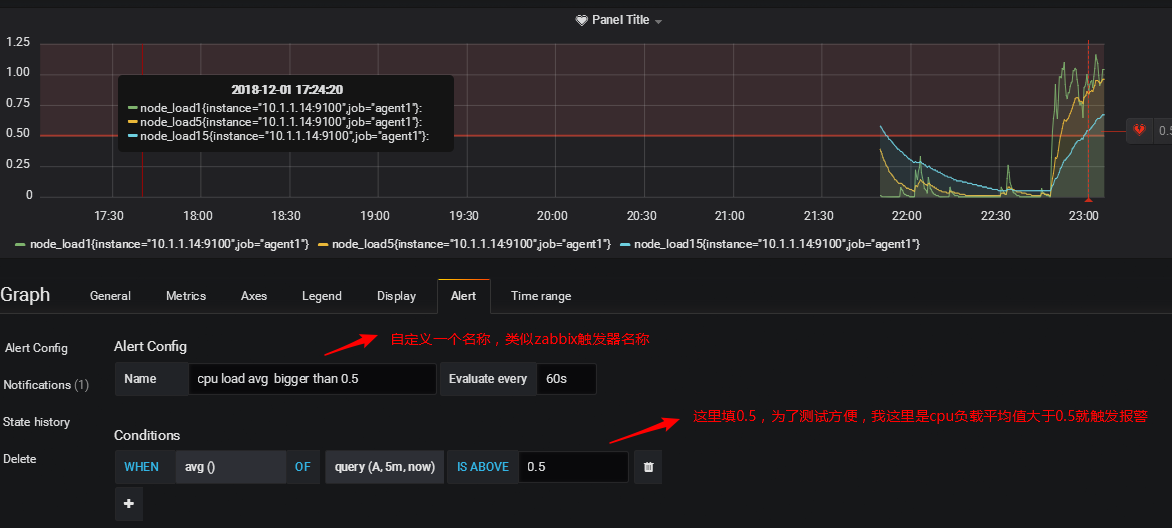 Panel Title
1.25
1.00
0.75
0.50
0.25
0
2018-12-01 17:24:20
node_load1{instance="10.1.1.14:9100",job="agent1"}:
node_load5{instance="10.1.1.14:9100",job="agent1"}:
node_load15{instance="10.1.1.14:9100",job="agent1"}:
0.5
17:30 18:00 18:30 19:00 19:30 20:00 20:30 21:00 21:30 22:00 22:30 23:00
node_load1{instance="10.1.1.14:9100",job="agent1"} node_load5{instance="10.1.1.14:9100",job="agent1"} node_load15{instance="10.1.1.14:9100",job="agent1"}
Graph General Metrics Axes Legend Display Alert Time range
自定义一个名称，类似zabbix触发器名称
Alert Config
Notifications (1)
State history
Delete
Alert Config
Name cpu load avg bigger than 0.5 Evaluate every 60s
这里填0.5，为了测试方便，我这里是cpu负载平均值大于0.5就触发报警
Conditions
WHEN avg () OF query (A, 5m, now) IS ABOVE 0.5